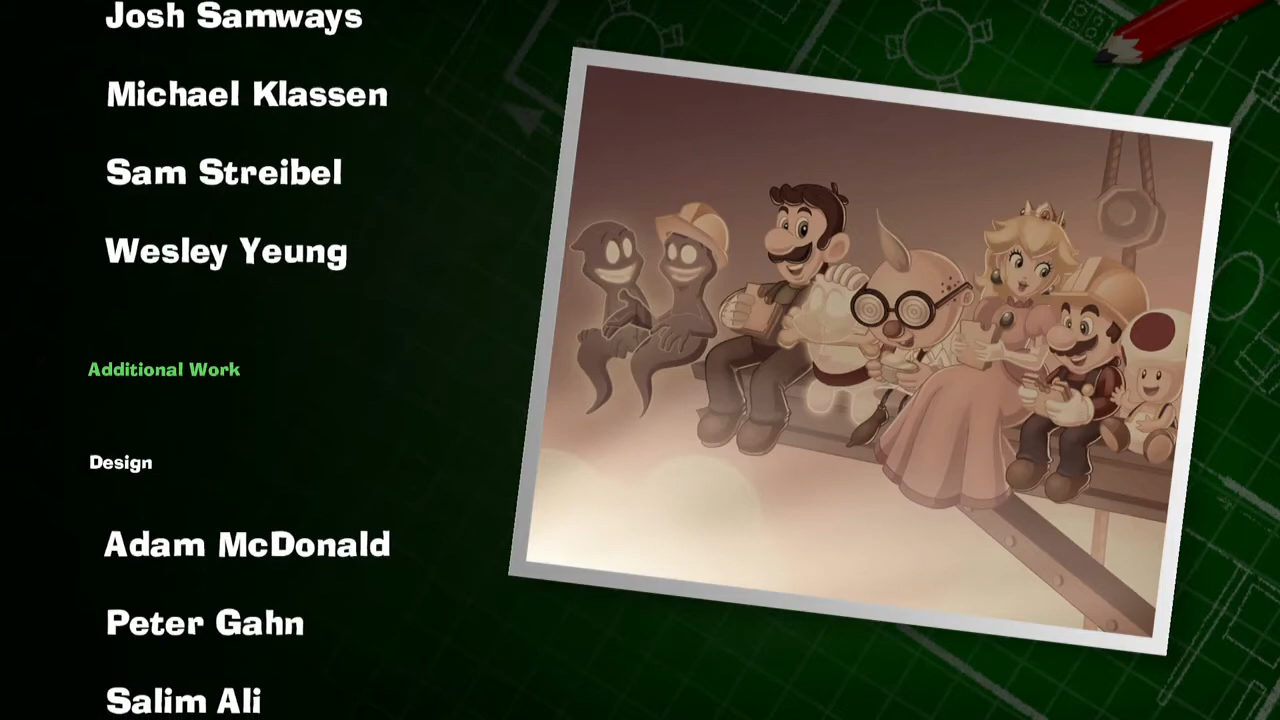 Josh Samways
Michael Klassen
Sam Streibel
Wesley Yeung
Additional Work
Design
Adam McDonald
Peter Gahn
Salim Ali